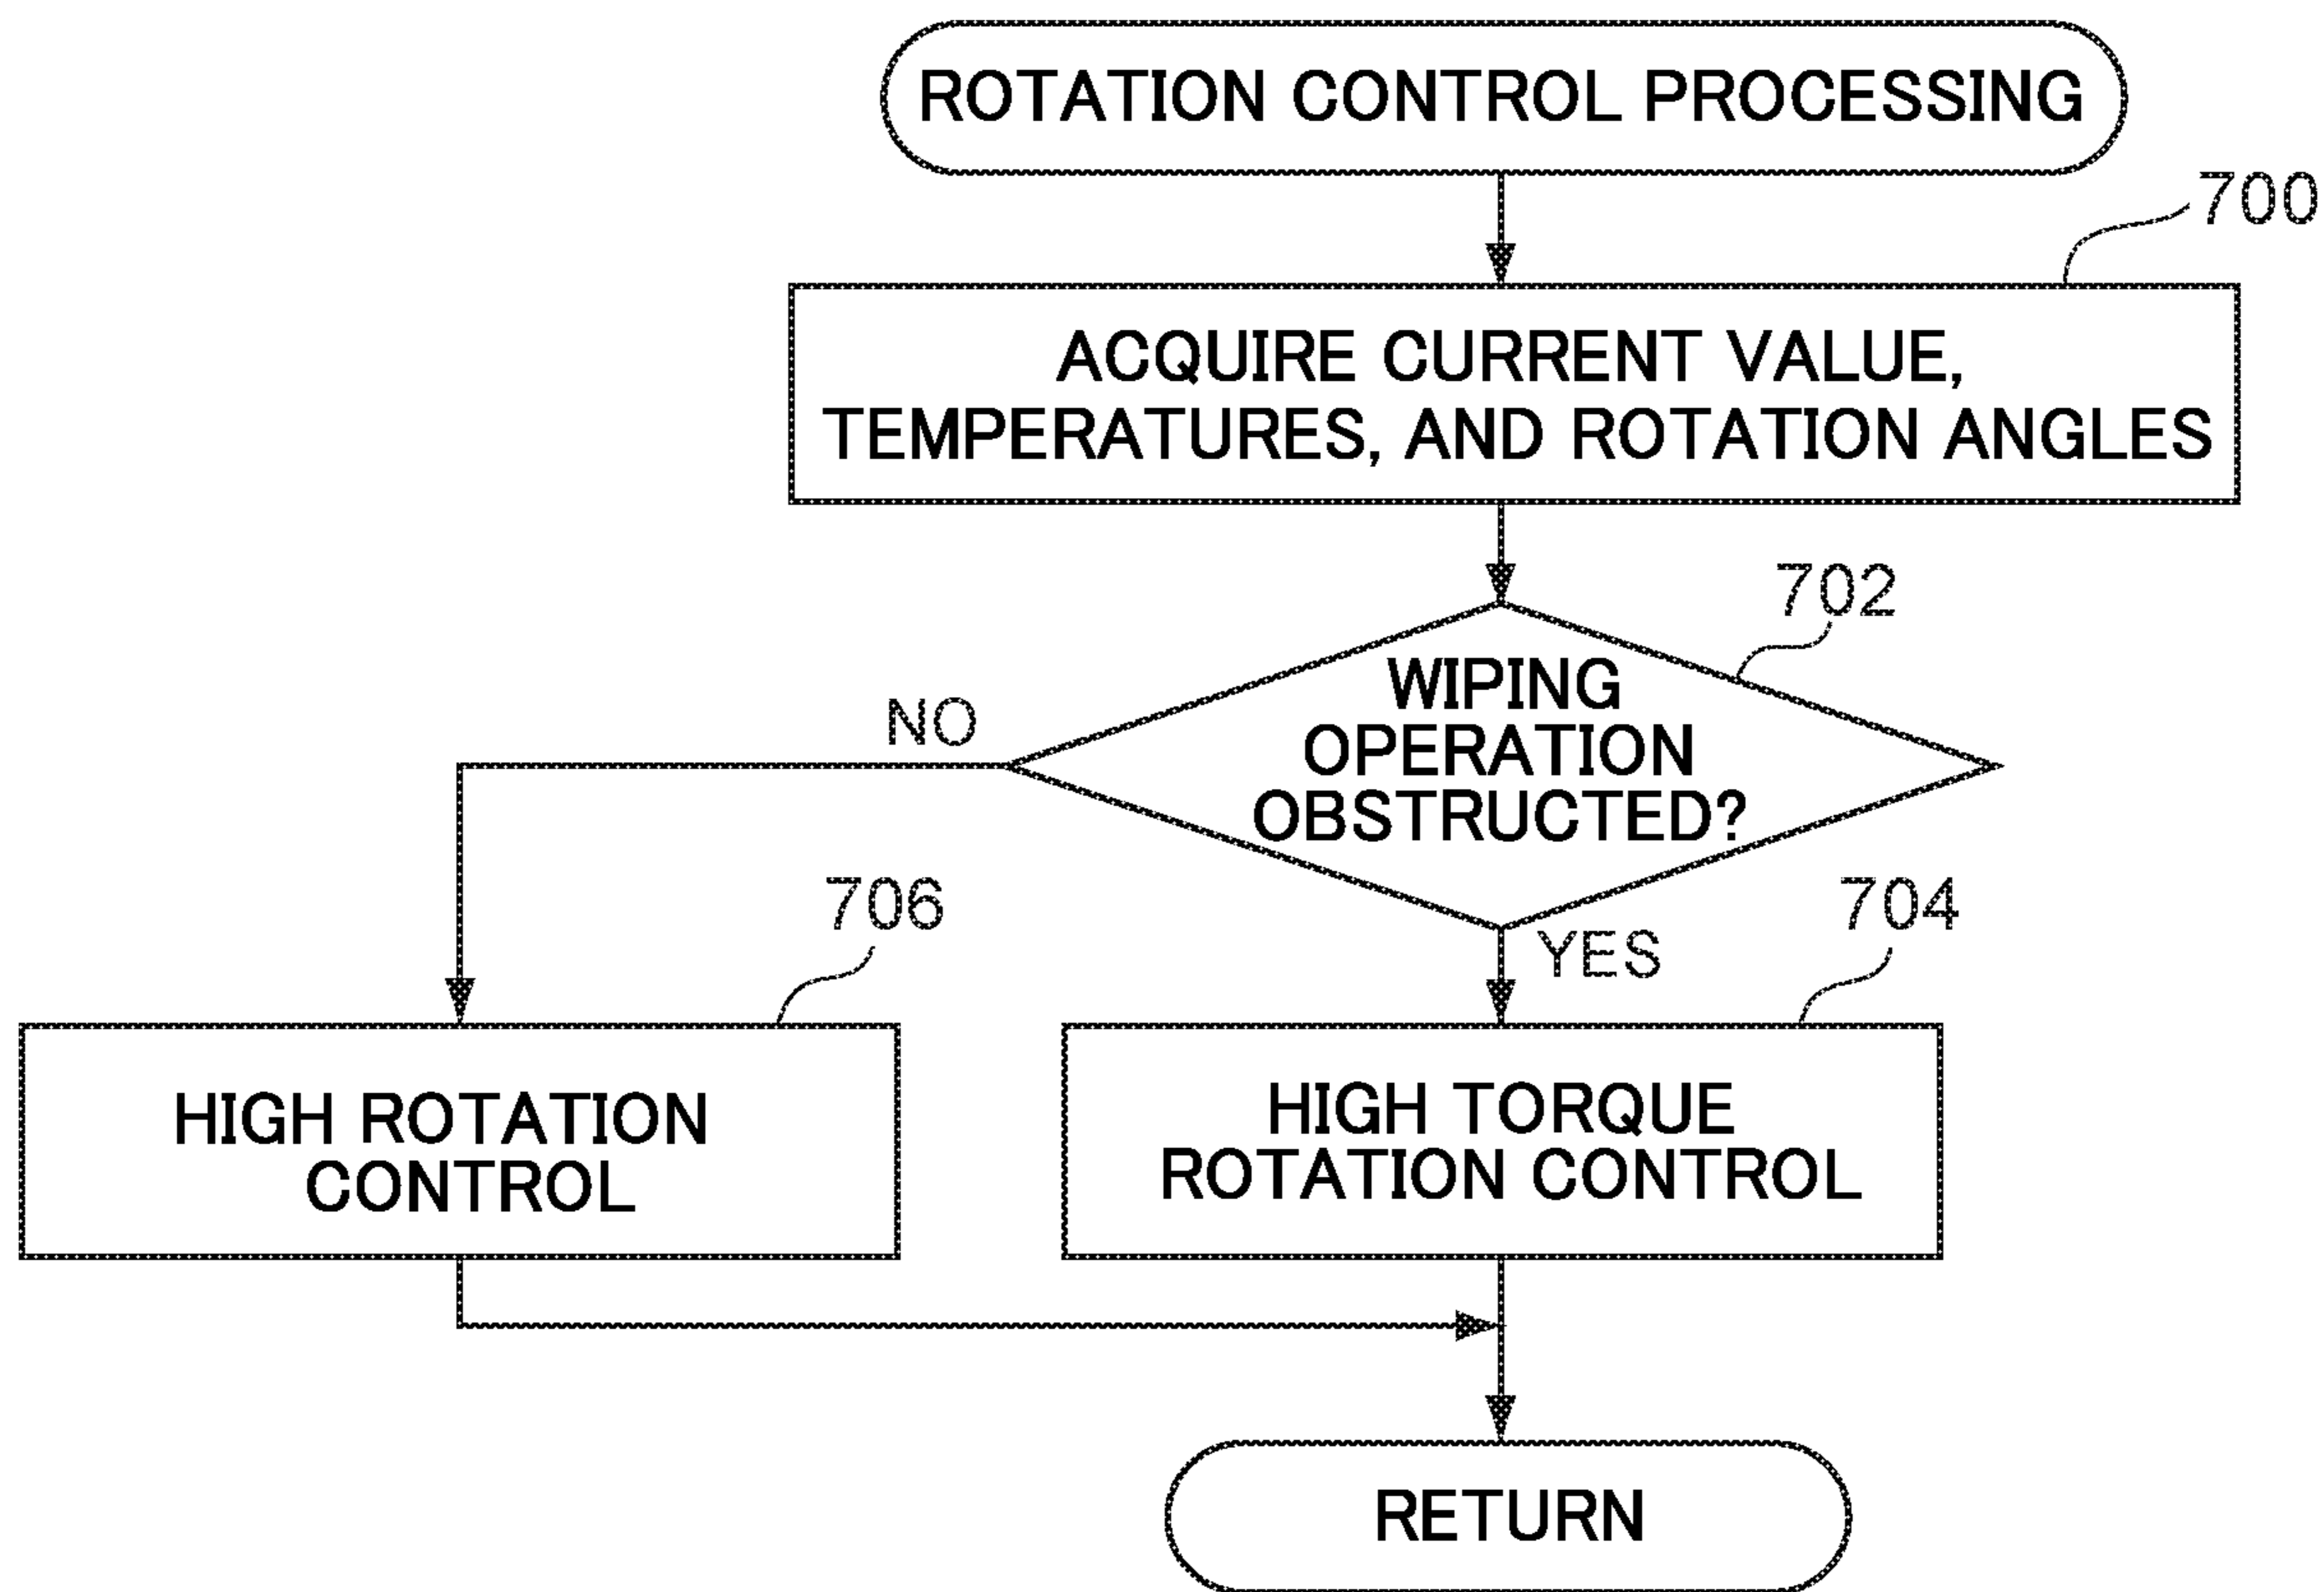 ROTATION CONTROL PROCESSING
700
ACQUIRE CURRENT VALUE,
TEMPERATURES, AND ROTATION ANGLES
702
WIPING
OPERATION
OBSTRUCTED?
NO
YES
706
704
HIGH ROTATION
CONTROL
HIGH TORQUE
ROTATION CONTROL
RETURN